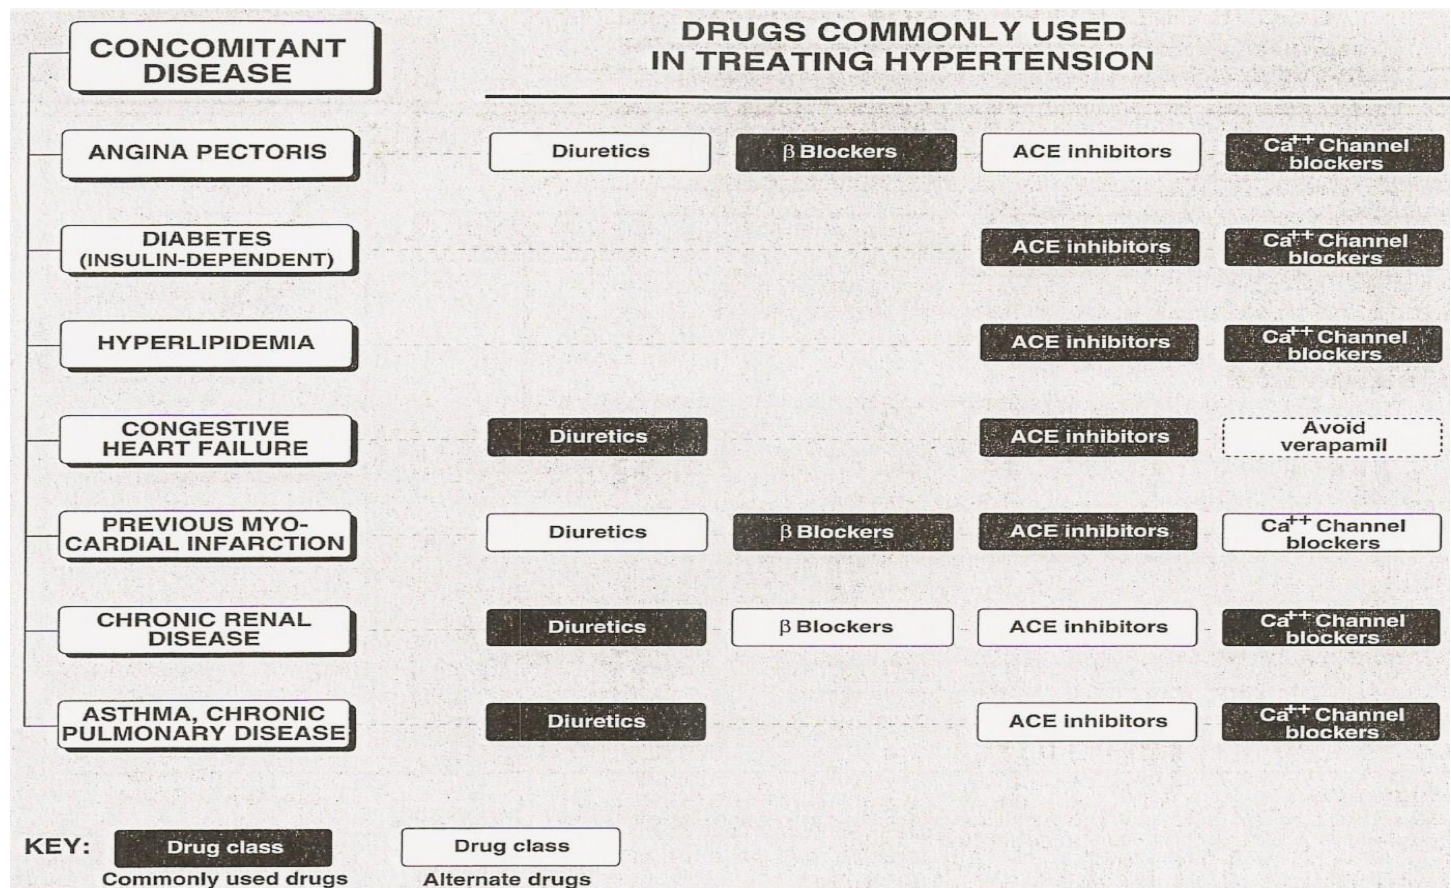 CONCOMITANT
DISEASE
DRUGS COMMONLY USED
IN TREATING HYPERTENSION
ANGINA PECTORIS
Diuretics
β Blockers
ACE inhibitors
Ca++ Channel
blockers
DIABETES
(INSULIN-DEPENDENT)
ACE inhibitors
Ca++ Channel
blockers
HYPERLIPIDEMIA
ACE inhibitors
Ca++ Channel
blockers
CONGESTIVE
HEART FAILURE
Diuretics
ACE inhibitors
Avoid
verapamil
PREVIOUS MYO-
CARDIAL INFARCTION
Diuretics
β Blockers
ACE inhibitors
Ca++ Channel
blockers
CHRONIC RENAL
DISEASE
Diuretics
β Blockers
ACE inhibitors
Ca++ Channel
blockers
ASTHMA, CHRONIC
PULMONARY DISEASE
Diuretics
ACE inhibitors
Ca++ Channel
blockers
KEY:
Drug class
Commonly used drugs
Drug class
Alternate drugs